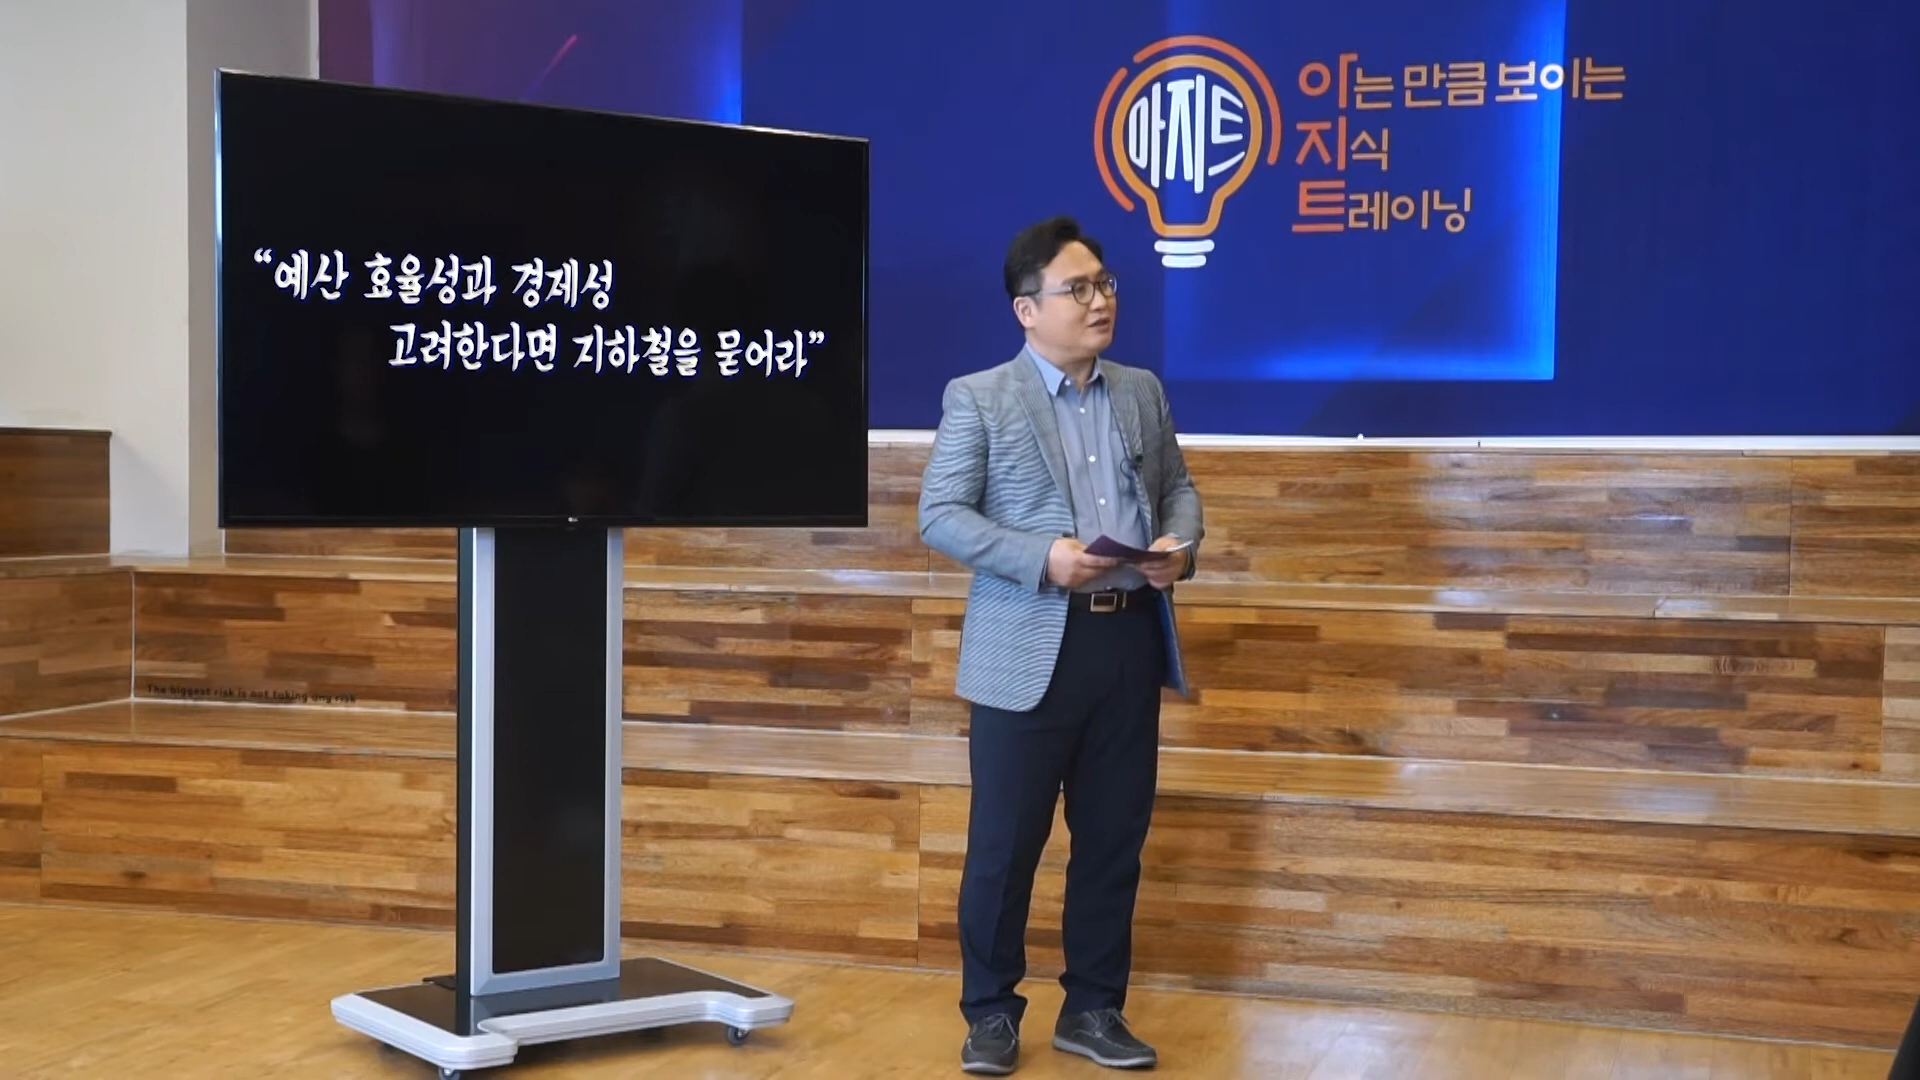 “예산 효율성과 경제성
고려한다면 지하철을 묻어라”
아지트
아는 만큼 보이는
지식
트레이닝
The biggest risk is not taking any risk